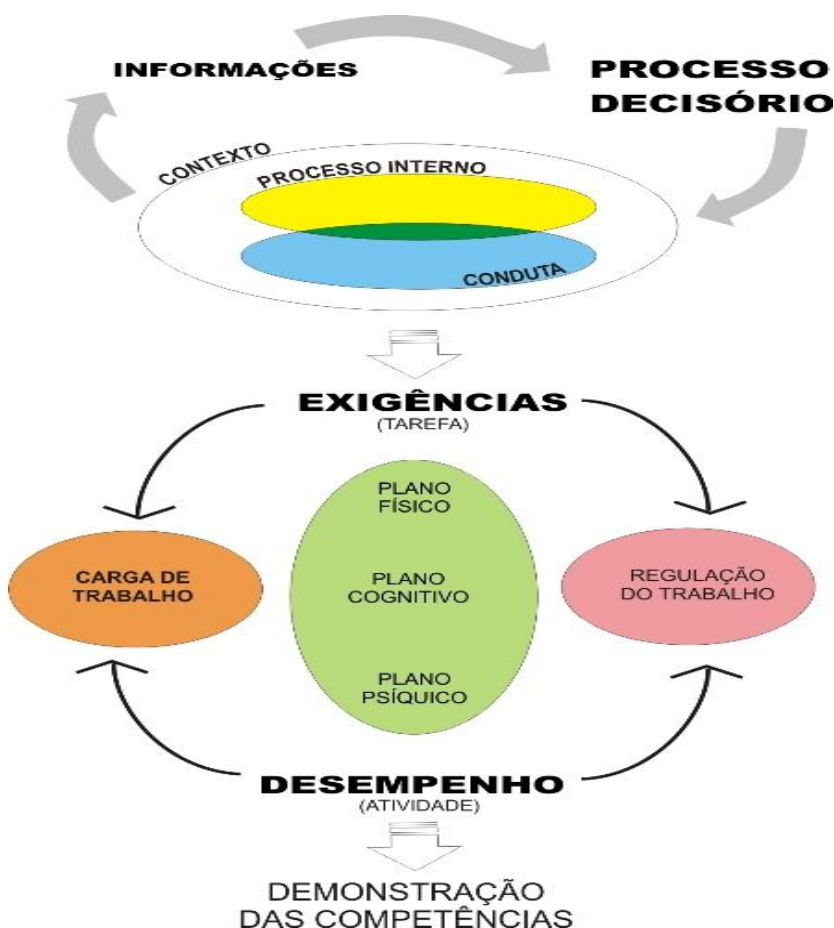 INFORMAÇÕES
PROCESSO
DECISÓRIO
CONTEXTO
PROCESSO INTERNO
CONDUTA
EXIGÊNCIAS
(TAREFA)
PLANO
FÍSICO
CARGA DE
TRABALHO
PLANO
COGNITIVO
REGULAÇÃO
DO TRABALHO
PLANO
PSÍQUICO
DESEMPENHO
(ATIVIDADE)
DEMONSTRAÇÃO
DAS COMPETÊNCIAS